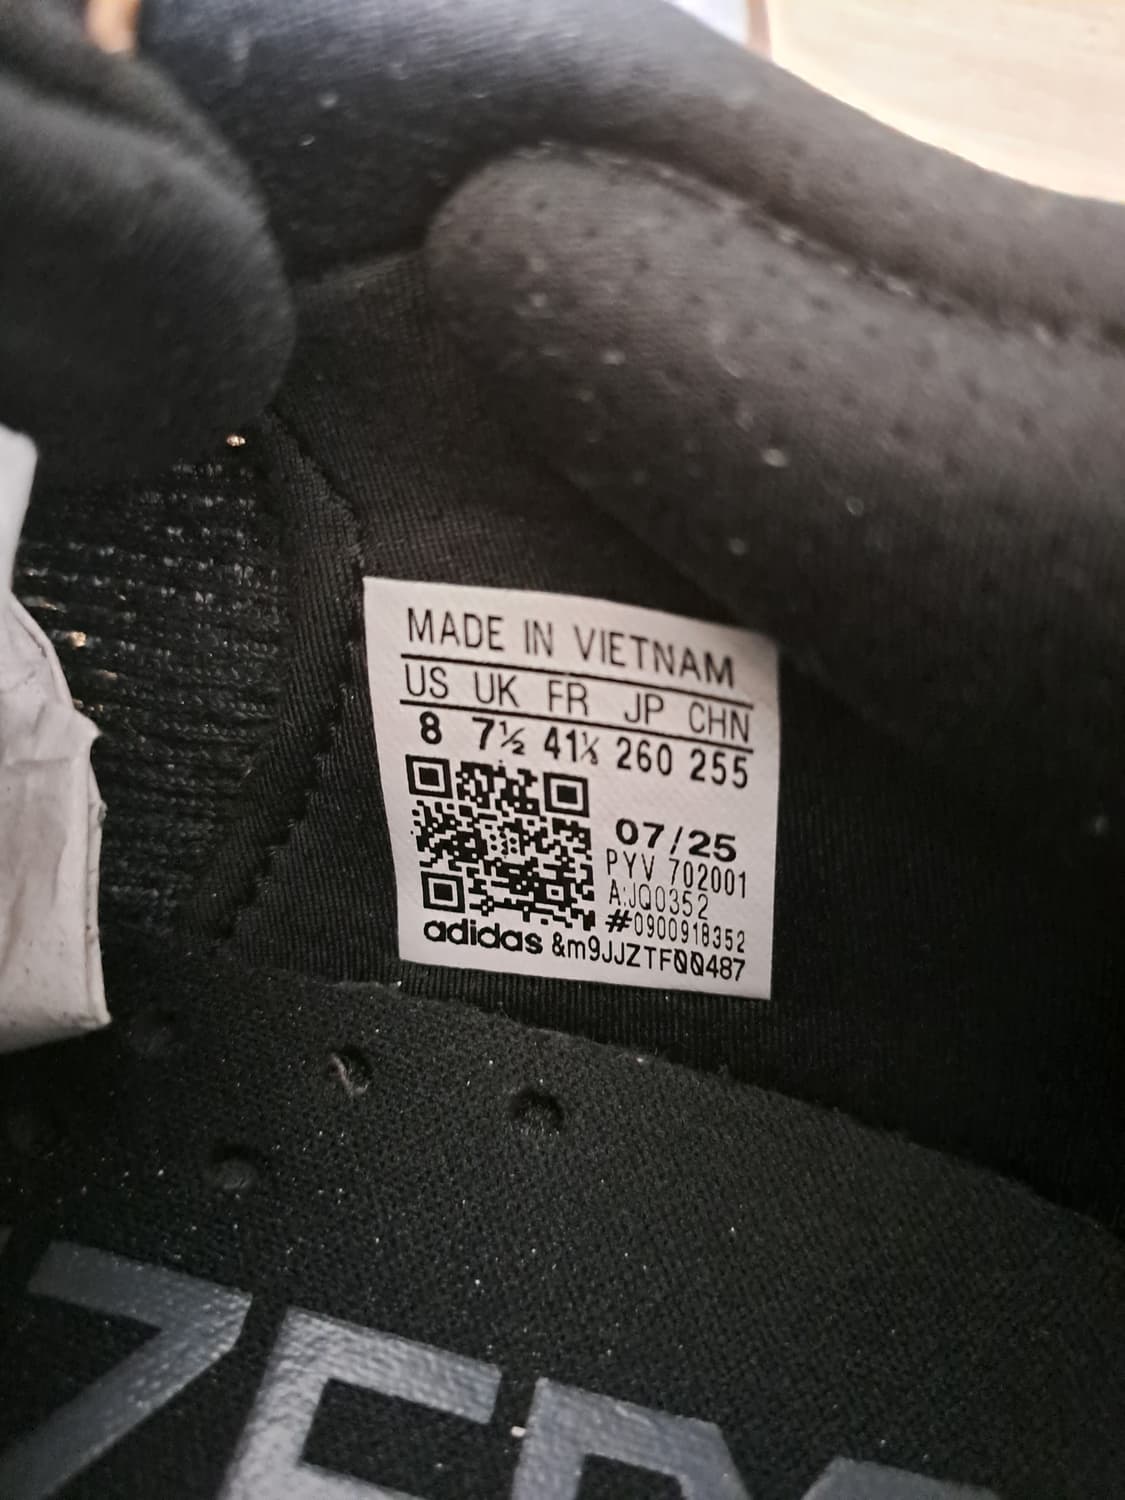 MADE IN VIETNAM
US UK FR JP CHN
8 7½ 41⅓ 260 255
07/25
PYV 702001
A:JQ0352
#0900918352
adidas &m9JJZTF00487